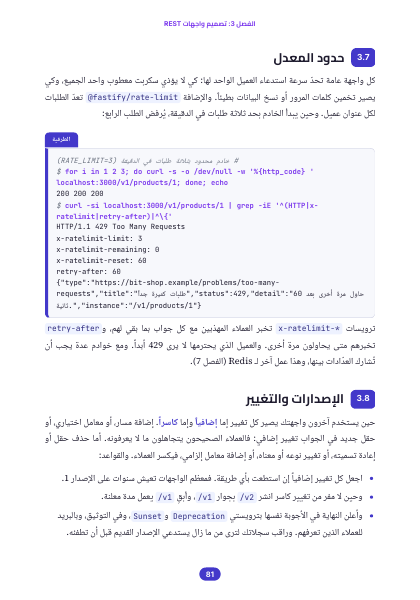 الفصل 3: تصميم واجهات REST
3.7 حدود المعدل
كل واجهة عامة تحدّ سرعة استدعاء العميل الواحد لها؛ كي لا يؤذي سكربت معطوب واحد الجميع، وكي
يصير تخمين كلمات المرور أو نسخ البيانات بطيئاً. والإضافة @fastify/rate-limit تعدّ الطلبات
لكل عنوان عميل. وحين يبدأ الخادم بحد ثلاثة طلبات في الدقيقة، يُرفض الطلب الرابع:
الطرفية
# خادم محدود بثلاثة طلبات في الدقيقة (RATE_LIMIT=3)
$ for i in 1 2 3; do curl -s -o /dev/null -w '%{http_code} '
localhost:3000/v1/products/1; done; echo
200 200 200
$ curl -si localhost:3000/v1/products/1 | grep -iE '^(HTTP|x-
ratelimit|retry-after)|^\{'
HTTP/1.1 429 Too Many Requests
x-ratelimit-limit: 3
x-ratelimit-remaining: 0
x-ratelimit-reset: 60
retry-after: 60
{"type":"https://bit-shop.example/problems/too-many-
requests","title":"طلبات كثيرة جداً","status":429,"detail":"حاول مرة أخرى بعد 60
ثانية.","instance":"/v1/products/1"}
ترويسات x-ratelimit-* تخبر العملاء المهذبين مع كل جواب بما بقي لهم، و retry-after
تخبرهم متى يحاولون مرة أخرى. والعميل الذي يحترمها لا يرى 429 أبداً. ومع خوادم عدة يجب أن
تُشارك العدّادات بينها، وهذا عمل آخر لـ Redis (الفصل 7).
3.8 الإصدارات والتغيير
حين يستخدم آخرون واجهتك يصير كل تغيير إما إضافياً وإما كاسراً. إضافة مسار، أو معامل اختياري، أو
حقل جديد في الجواب تغيير إضافي: فالعملاء الصحيحون يتجاهلون ما لا يعرفونه. أما حذف حقل أو
إعادة تسميته، أو تغيير نوعه أو معناه، أو إضافة معامل إلزامي، فيكسر العملاء. والقواعد:
• اجعل كل تغيير إضافياً إن استطعت بأي طريقة. فمعظم الواجهات تعيش سنوات على الإصدار 1.
• وحين لا مفر من تغيير كاسر انشر /v2 بجوار /v1، وأبقِ /v1 يعمل مدة معلنة.
• وأعلن النهاية في الأجوبة نفسها بترويستي Deprecation و Sunset، وفي التوثيق، وبالبريد
للعملاء الذين تعرفهم. وراقب سجلاتك لترى من ما زال يستدعي الإصدار القديم قبل أن تطفئه.
81